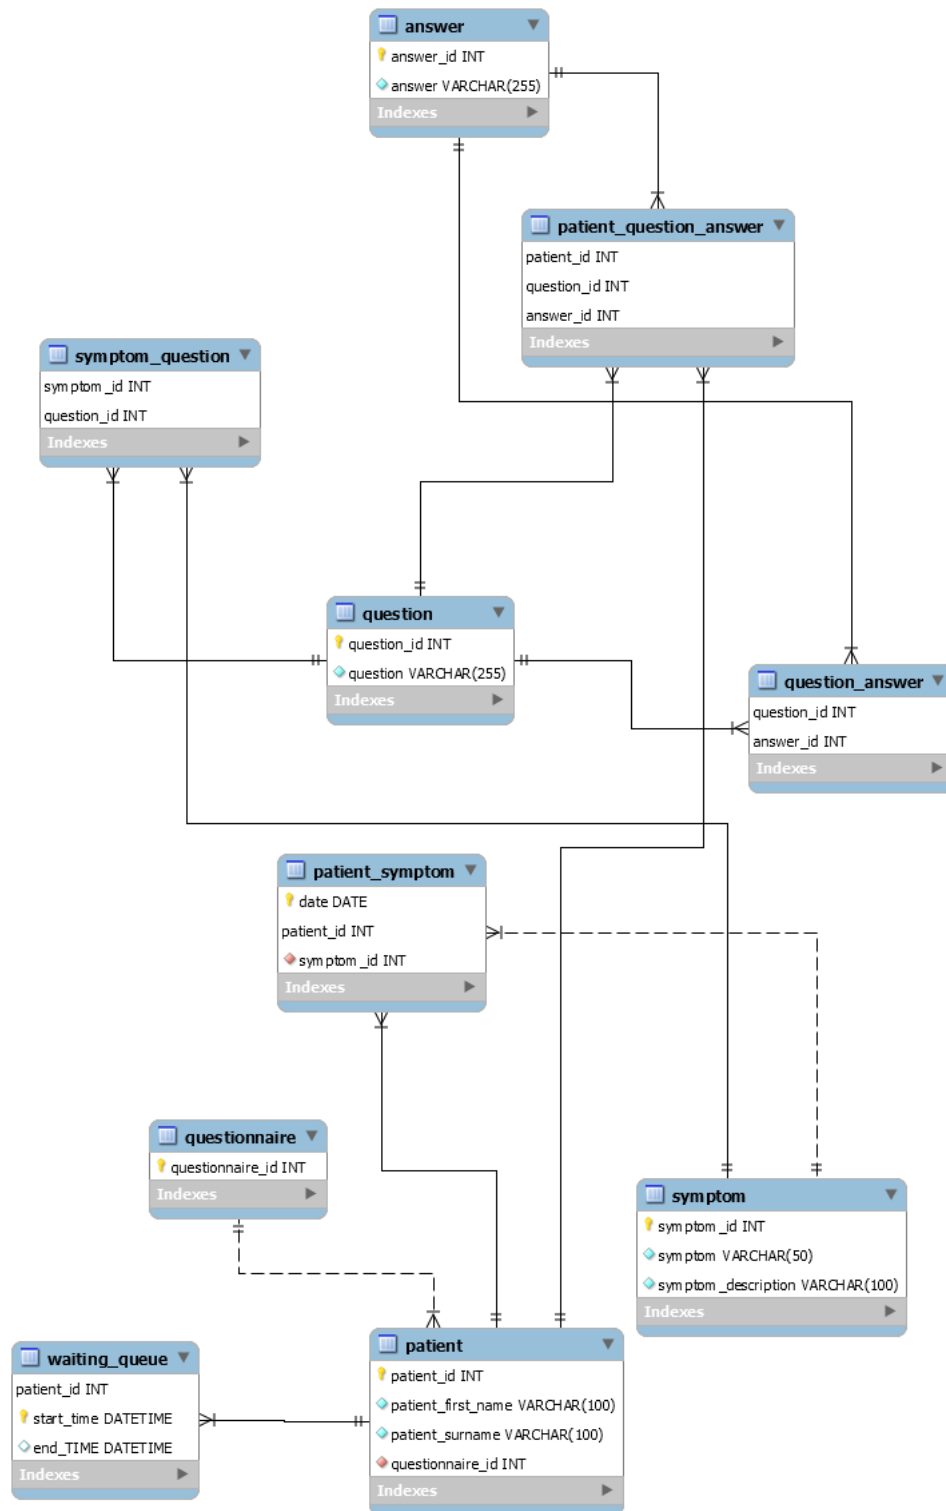 answer
answer_id INT
answer VARCHAR(255)
Indexes
patient_question_answer
patient_id INT
question_id INT
answer_id INT
Indexes
symptom_question
symptom_id INT
question_id INT
Indexes
question
question_id INT
question VARCHAR(255)
Indexes
question_answer
question_id INT
answer_id INT
Indexes
patient_symptom
date DATE
patient_id INT
symptom_id INT
Indexes
questionnaire
questionnaire_id INT
Indexes
symptom
symptom_id INT
symptom VARCHAR(50)
symptom_description VARCHAR(100)
Indexes
waiting_queue
patient_id INT
start_time DATETIME
end_TIME DATETIME
Indexes
patient
patient_id INT
patient_first_name VARCHAR(100)
patient_surname VARCHAR(100)
questionnaire_id INT
Indexes